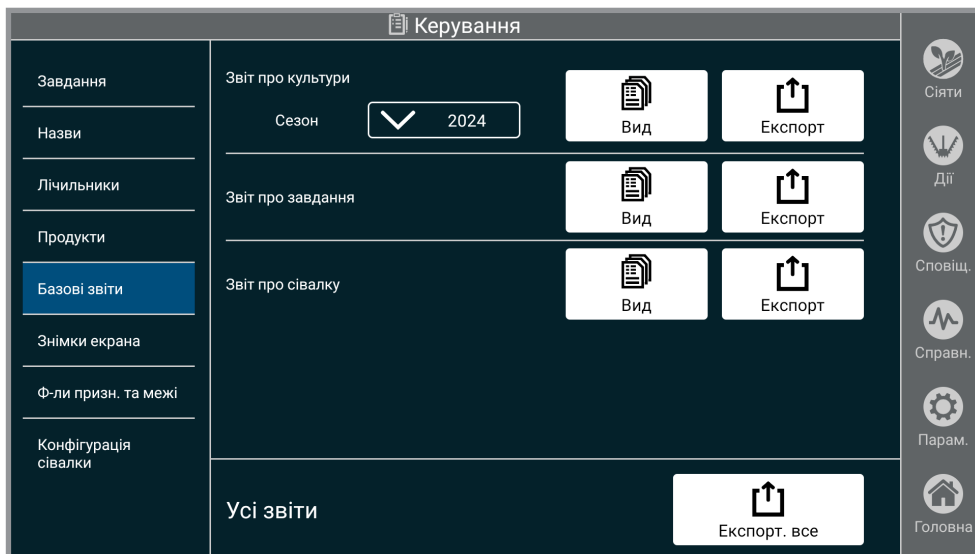 Керування
Завдання
Назви
Лічильники
Продукти
Базові звіти
Знімки екрана
Ф-ли призн. та межі
Конфігурація
сівалки
Звіт про культури
Сезон
2024
Вид
Експорт
Звіт про завдання
Вид
Експорт
Звіт про сівалку
Вид
Експорт
Усі звіти
Експорт. все
Сіяти
Дії
Сповіщ.
Справн.
Парам.
Головна